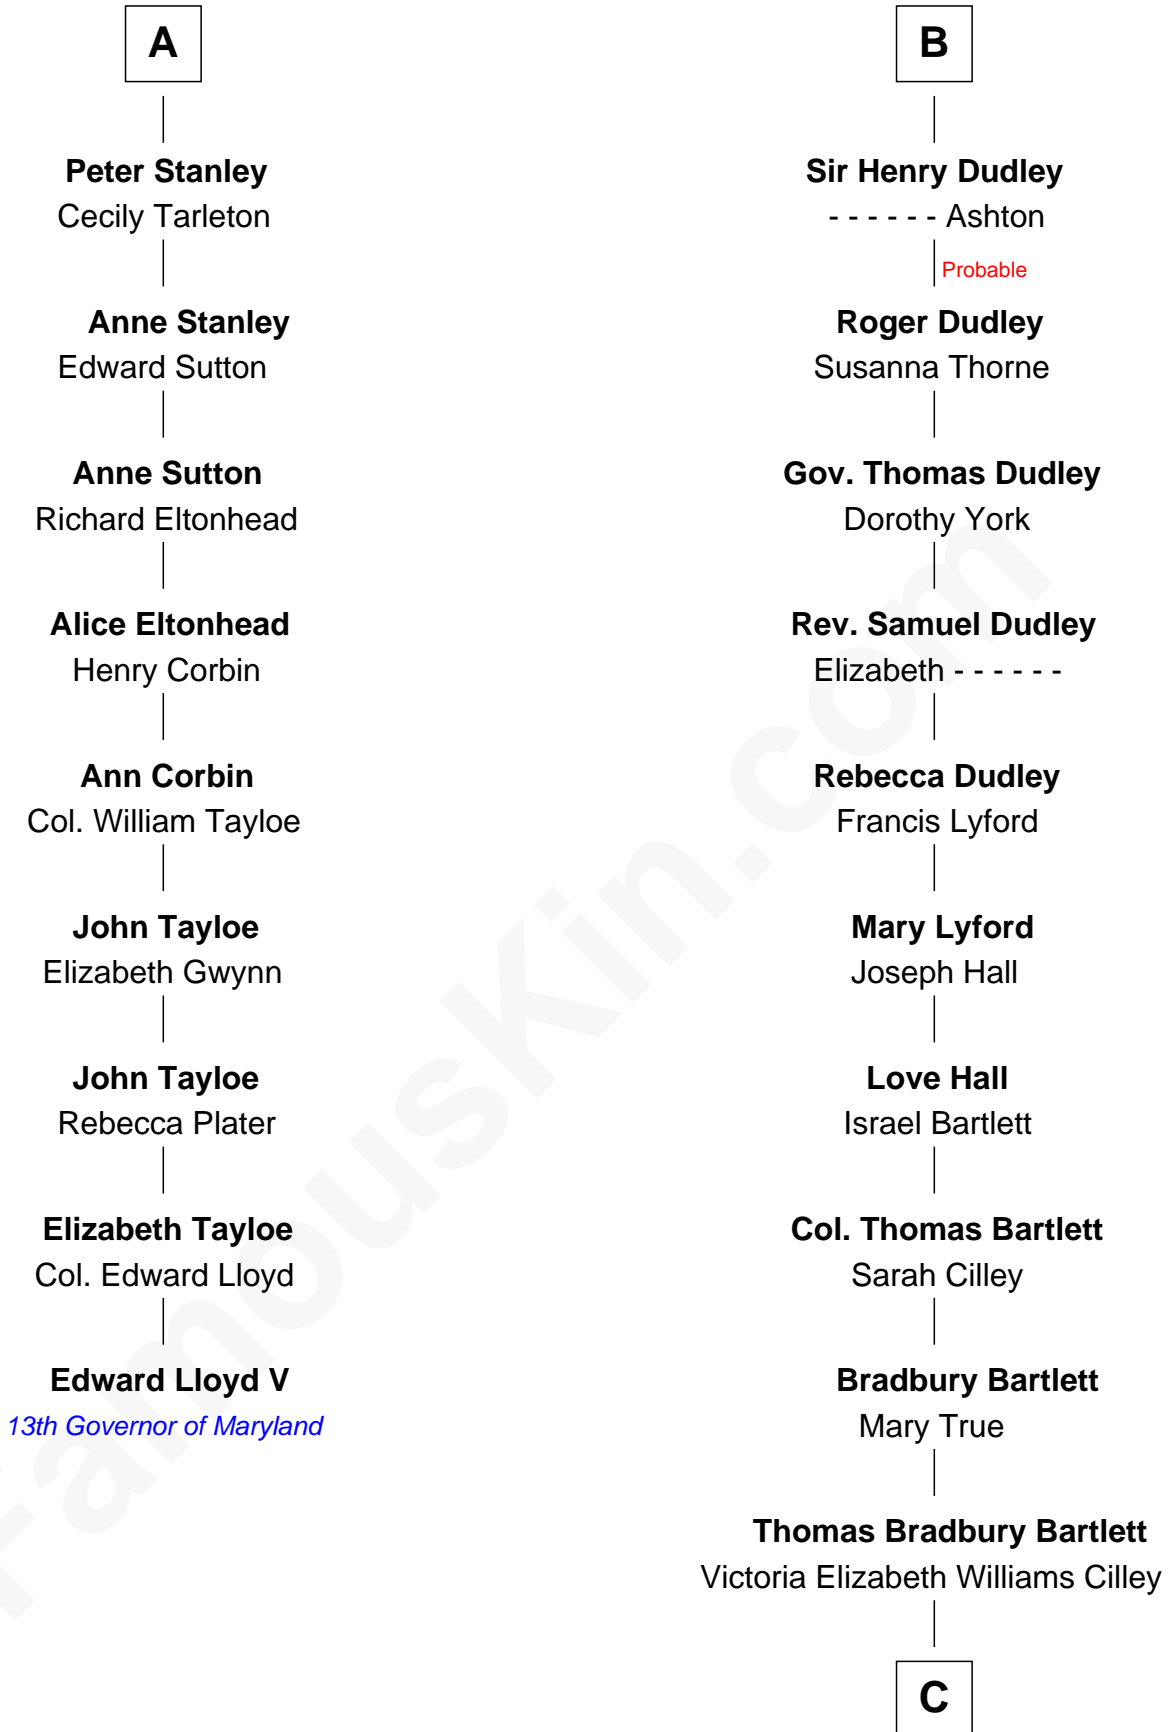 A
Peter Stanley
Cecily Tarleton
Anne Stanley
Edward Sutton
Anne Sutton
Richard Eltonhead
Alice Eltonhead
Henry Corbin
Ann Corbin
Col. William Tayloe
John Tayloe
Elizabeth Gwynn
John Tayloe
Rebecca Plater
Elizabeth Tayloe
Col. Edward Lloyd
Edward Lloyd V
13th Governor of Maryland
B
Sir Henry Dudley
- - - - - - Ashton
Probable
Roger Dudley
Susanna Thorne
Gov. Thomas Dudley
Dorothy York
Rev. Samuel Dudley
Elizabeth - - - - - -
Rebecca Dudley
Francis Lyford
Mary Lyford
Joseph Hall
Love Hall
Israel Bartlett
Col. Thomas Bartlett
Sarah Cilley
Bradbury Bartlett
Mary True
Thomas Bradbury Bartlett
Victoria Elizabeth Williams Cilley
C
FamousKin.com